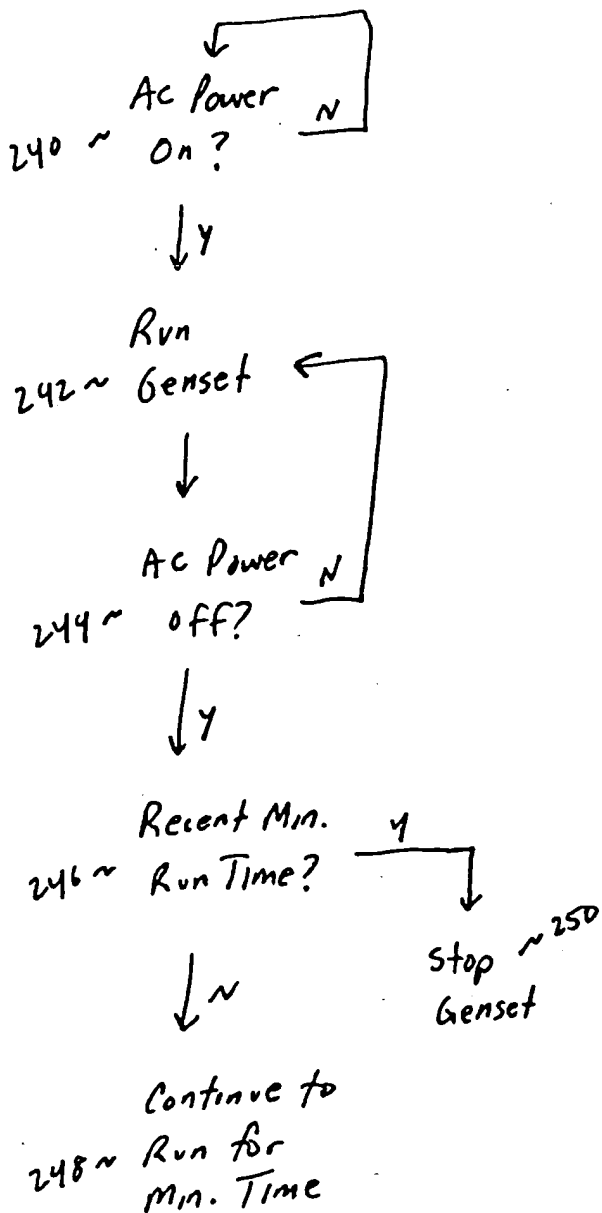 Ac Power
N
240 ~ On?
Y
Run
242 ~ Genset
Ac Power
N
244 ~ off?
Y
Recent Min.
Y
246 ~ Run Time?
~ 250
Stop
Genset
N
Continue to
248 ~ Run for
Min. Time